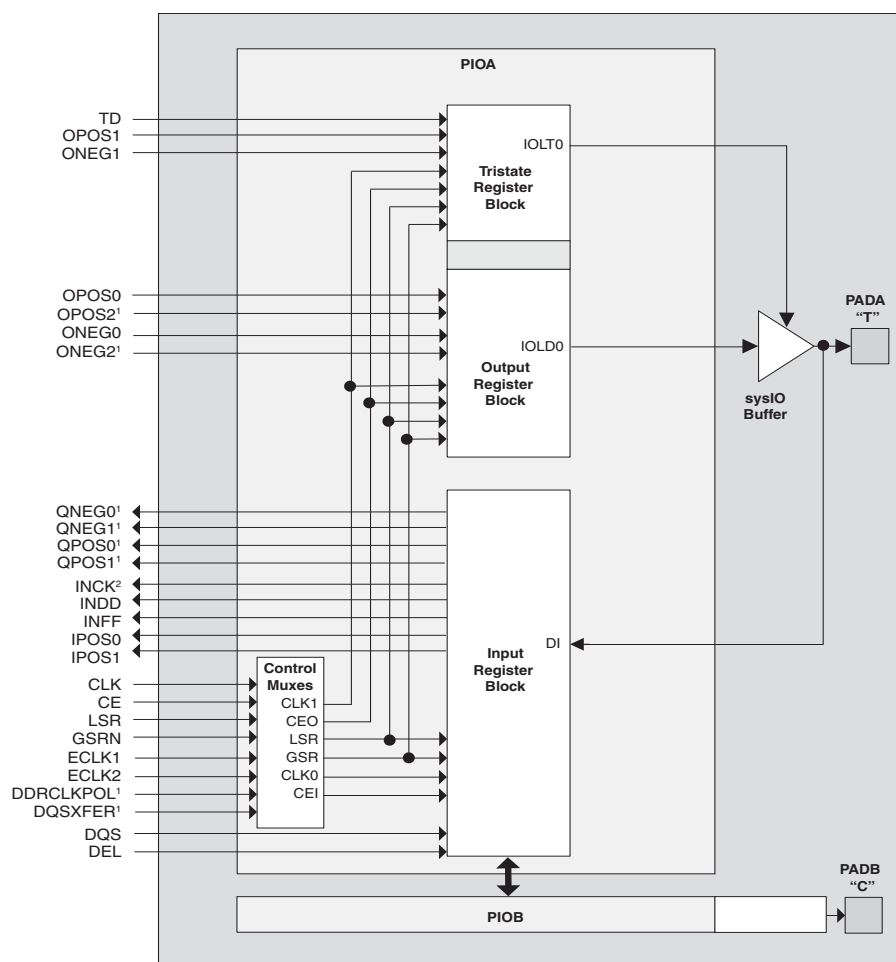 PIOA
TD
OPOS1
ONEG1
IOLT0
Tristate
Register
Block
OPOS0
OPOS2¹
ONEG0
ONEG2¹
IOLD0
Output
Register
Block
PADA
“T”
sysIO
Buffer
QNEG0¹
QNEG1¹
QPOS0¹
QPOS1¹
INCK²
INDD
INFF
IPOS0
IPOS1
DI
Input
Register
Block
CLK
CE
LSR
GSRN
ECLK1
ECLK2
DDRCLKPOL¹
DQSXFER¹
DQS
DEL
Control
Muxes
CLK1
CEO
LSR
GSR
CLK0
CEI
PADB
“C”
PIOB